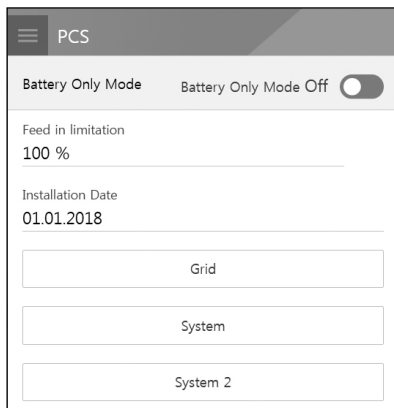 PCS
Battery Only Mode Battery Only Mode Off
Feed in limitation
100 %
Installation Date
01.01.2018
Grid
System
System 2